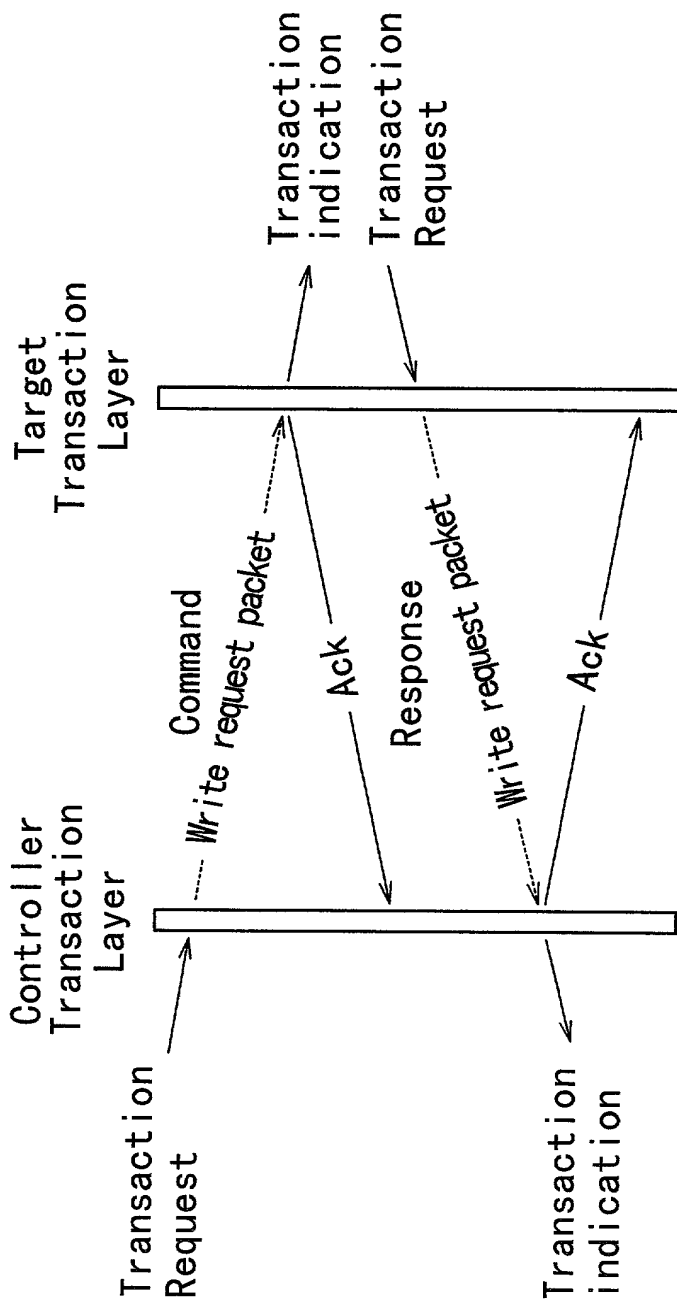 Controller
Transaction
Layer
Target
Transaction
Layer
Transaction
Request
Command
Write request packet
Transaction
indication
Ack
Transaction
Request
Response
Write request packet
Transaction
indication
Ack